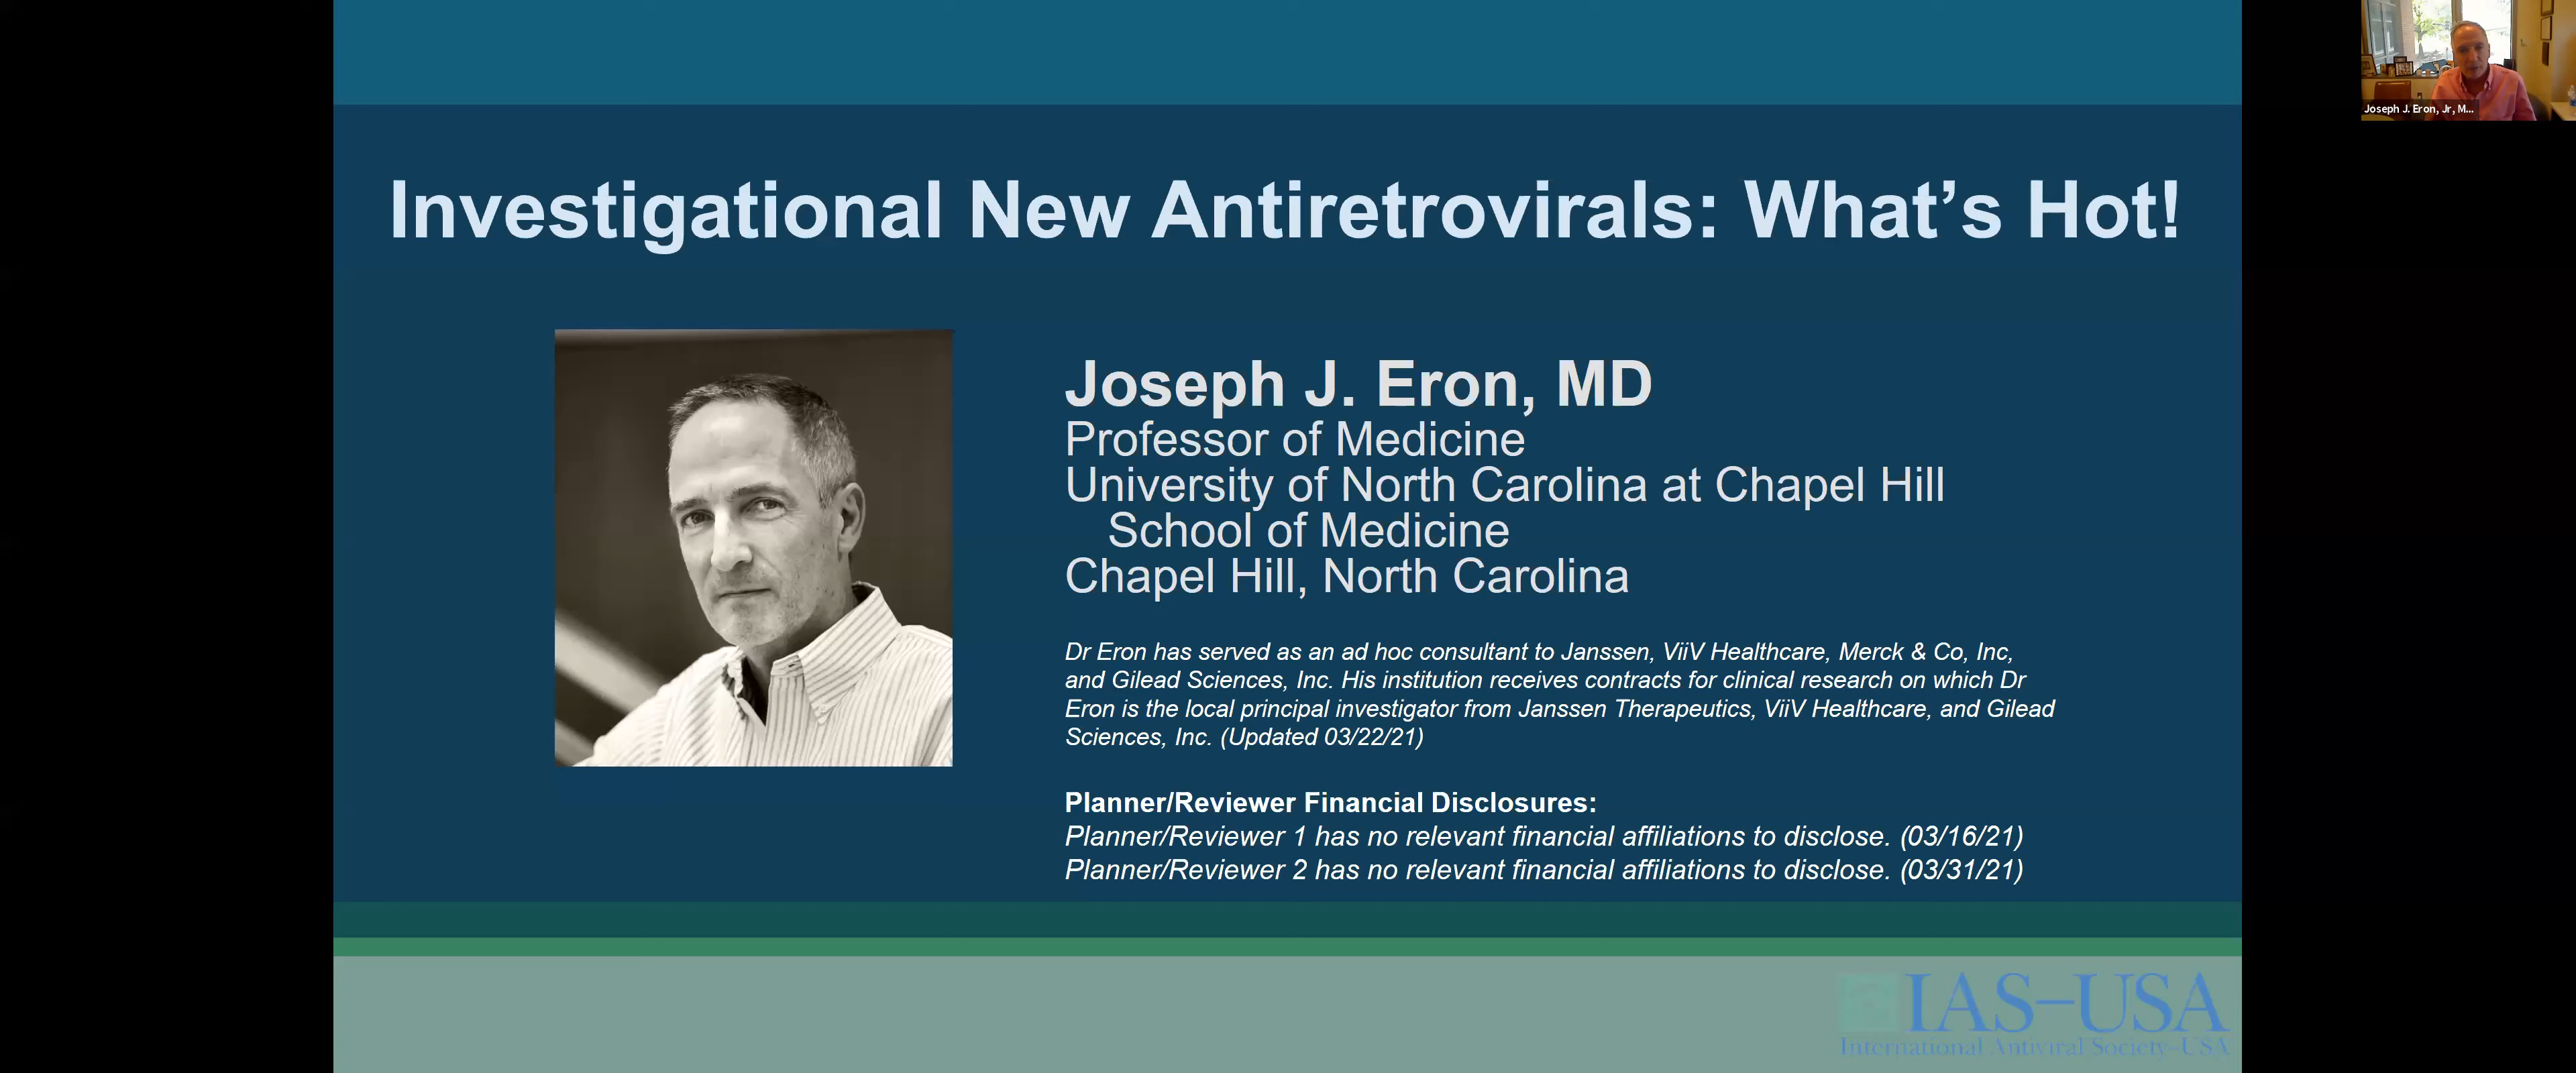 Investigational New Antiretrovirals: What’s Hot!
Joseph J. Eron, MD
Professor of Medicine
University of North Carolina at Chapel Hill
School of Medicine
Chapel Hill, North Carolina
Dr Eron has served as an ad hoc consultant to Janssen, ViiV Healthcare, Merck & Co, Inc,
and Gilead Sciences, Inc. His institution receives contracts for clinical research on which Dr
Eron is the local principal investigator from Janssen Therapeutics, ViiV Healthcare, and Gilead
Sciences, Inc. (Updated 03/22/21)
Planner/Reviewer Financial Disclosures:
Planner/Reviewer 1 has no relevant financial affiliations to disclose. (03/16/21)
Planner/Reviewer 2 has no relevant financial affiliations to disclose. (03/31/21)
IAS–USA
International Antiviral Society–USA
Joseph J. Eron, Jr, M...